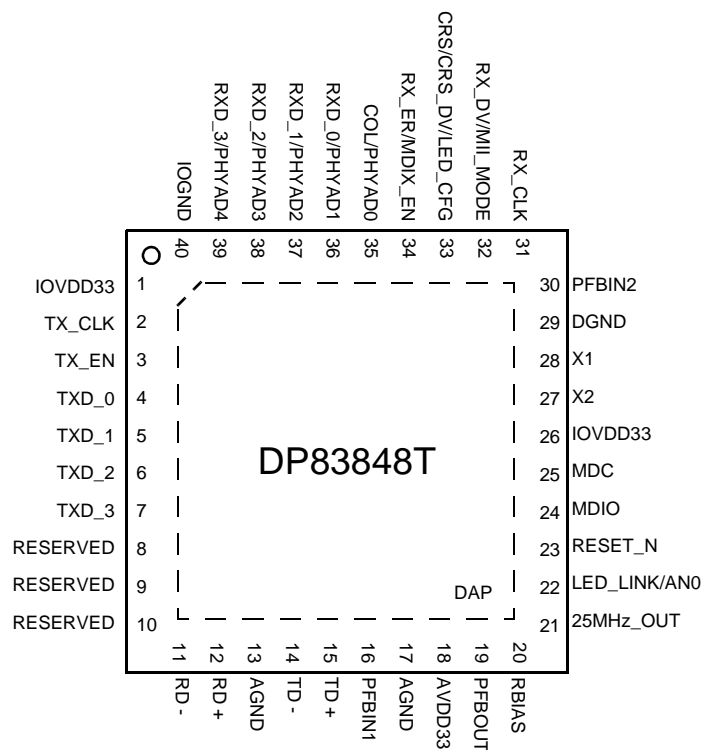 IOGND
RXD_3/PHYAD4
RXD_2/PHYAD3
RXD_1/PHYAD2
RXD_0/PHYAD1
COL/PHYAD0
RX_ER/MDIX_EN
CRS/CRS_DV/LED_CFG
RX_DV/MII_MODE
RX_CLK
40
39
38
37
36
35
34
33
32
31
IOVDD33 1
TX_CLK 2
TX_EN 3
TXD_0 4
TXD_1 5
TXD_2 6
TXD_3 7
RESERVED 8
RESERVED 9
RESERVED 10
DP83848T
DAP
30 PFBIN2
29 DGND
28 X1
27 X2
26 IOVDD33
25 MDC
24 MDIO
23 RESET_N
22 LED_LINK/AN0
21 25MHz_OUT
11
12
13
14
15
16
17
18
19
20
RD -
RD +
AGND
TD -
TD +
PFBIN1
AGND
AVDD33
PFBOUT
RBIAS